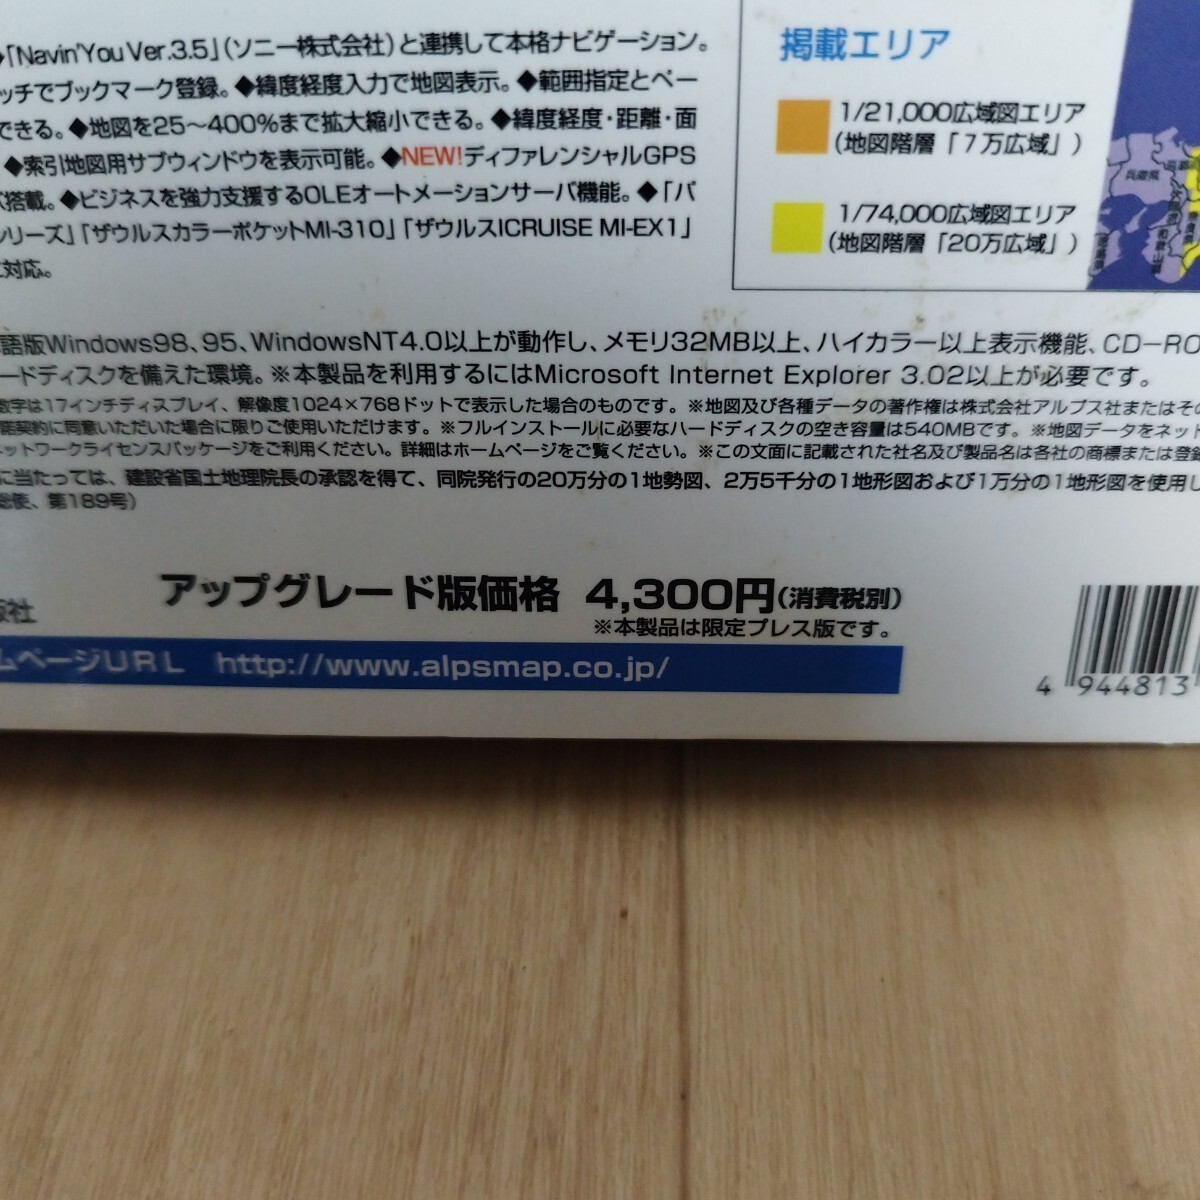 ◆「Navin'You Ver.3.5」（ソニー株式会社）と連携して本格ナビゲーション。
ッチでブックマーク登録。◆緯度経度入力で地図表示。◆範囲指定とペー
できる。◆地図を25〜400%まで拡大縮小できる。◆緯度経度・距離・面
◆索引地図用サブウィンドウを表示可能。◆NEW!ディファレンシャルGPS
搭載。◆ビジネスを強力支援するOLEオートメーションサーバ機能。◆「パ
シリーズ」「ザウルスカラーポケットMI-310」「ザウルスICRUISE MI-EX1」
対応。
掲載エリア
1/21,000広域図エリア
（地図階層「7万広域」）
1/74,000広域図エリア
（地図階層「20万広域」）
兵庫県
和歌山県
語版Windows98、95、WindowsNT4.0以上が動作し、メモリ32MB以上、ハイカラー以上表示機能、CD-RO
ードディスクを備えた環境。※本製品を利用するにはMicrosoft Internet Explorer 3.02以上が必要です。
数字は17インチディスプレイ、解像度1024×768ドットで表示した場合のものです。※地図及び各種データの著作権は株式会社アルプス社またはその
諾契約に同意いただいた場合に限りご使用いただけます。※フルインストールに必要なハードディスクの空き容量は540MBです。※地図データをネット
ネットワークライセンスパッケージをご利用ください。詳細はホームページをご覧ください。※この文面に記載された社名及び製品名は各社の商標または登録
に当たっては、建設省国土地理院長の承認を得て、同院発行の20万分の1地勢図、2万5千分の1地形図および1万分の1地形図を使用し
総使、第189号）
アップグレード版価格 4,300円（消費税別）
※本製品は限定プレス版です。
版社
ムページURL http://www.alpsmap.co.jp/
4 944813